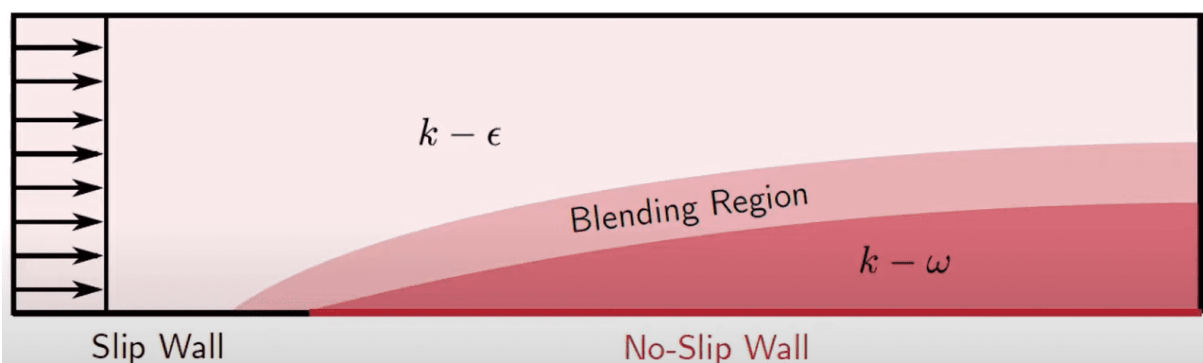 k − ϵ
Blending Region
k − ω
Slip Wall
No-Slip Wall